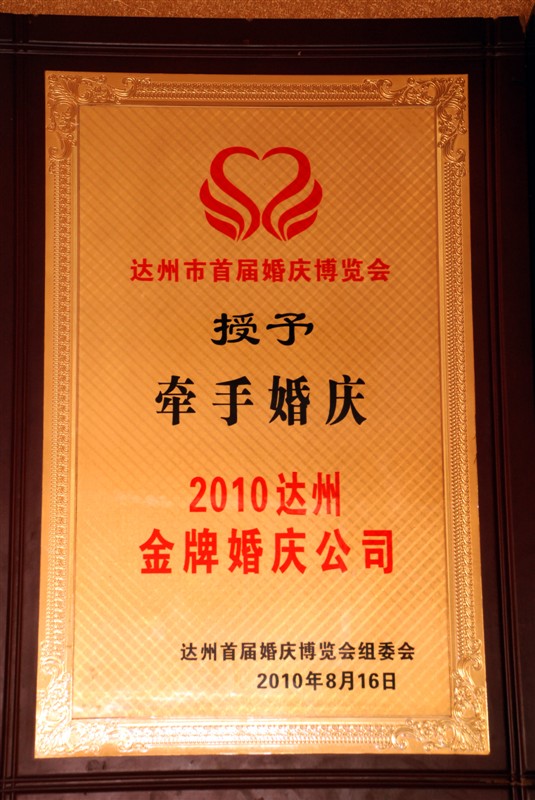 达州市首届婚庆博览会
授予
牵手婚庆
2010达州
金牌婚庆公司
达州首届婚庆博览会组委会
2010年8月16日